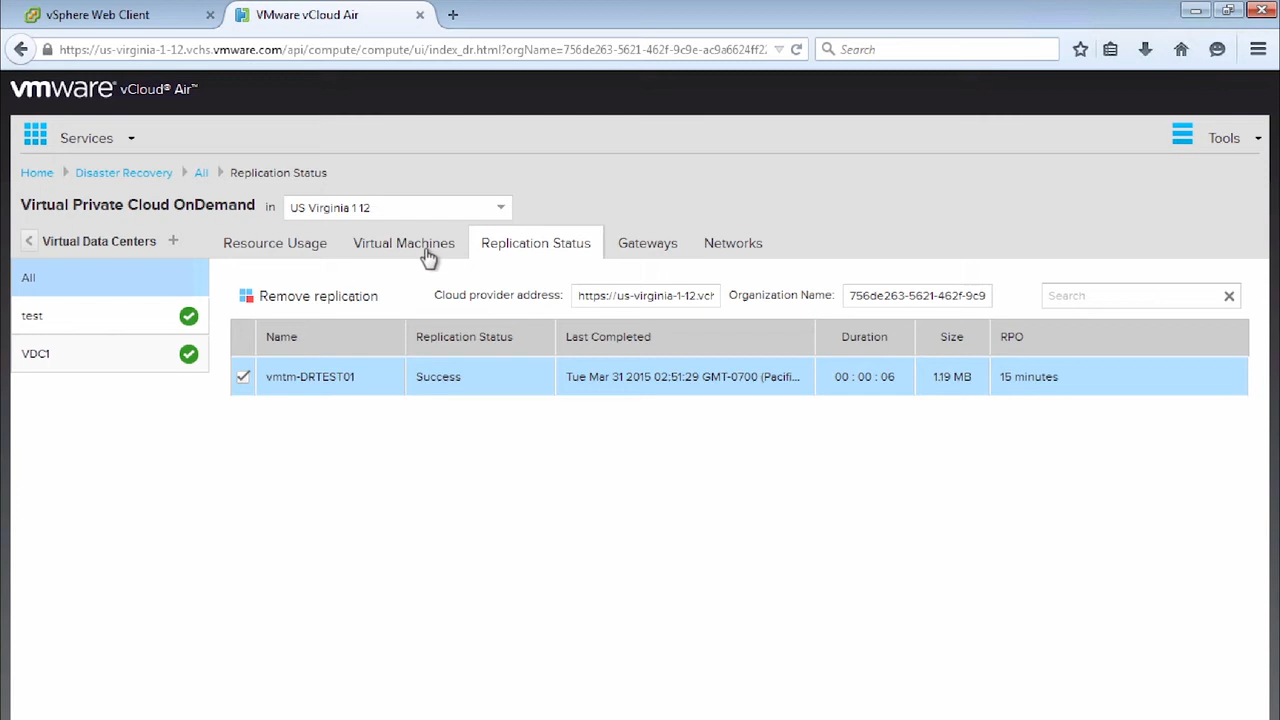 vSphere Web Client
VMware vCloud Air
https://us-virginia-1-12.vchs.vmware.com/api/compute/compute/ui/index_dr.html?orgName=756de263-5621-462f-9c9e-ac9a6624ff2
Search
vmware® vCloud® Air™
Services
Tools
Home
Disaster Recovery
All
Replication Status
Virtual Private Cloud OnDemand in US Virginia 1 12
Virtual Data Centers +
Resource Usage
Virtual Machines
Replication Status
Gateways
Networks
All
test
VDC1
Remove replication
Cloud provider address: https://us-virginia-1-12.vch
Organization Name: 756de263-5621-462f-9c9
Search
Name Replication Status Last Completed Duration Size RPO
vmtm-DRTEST01 Success Tue Mar 31 2015 02:51:29 GMT-0700 (Pacifi... 00 : 00 : 06 1.19 MB 15 minutes